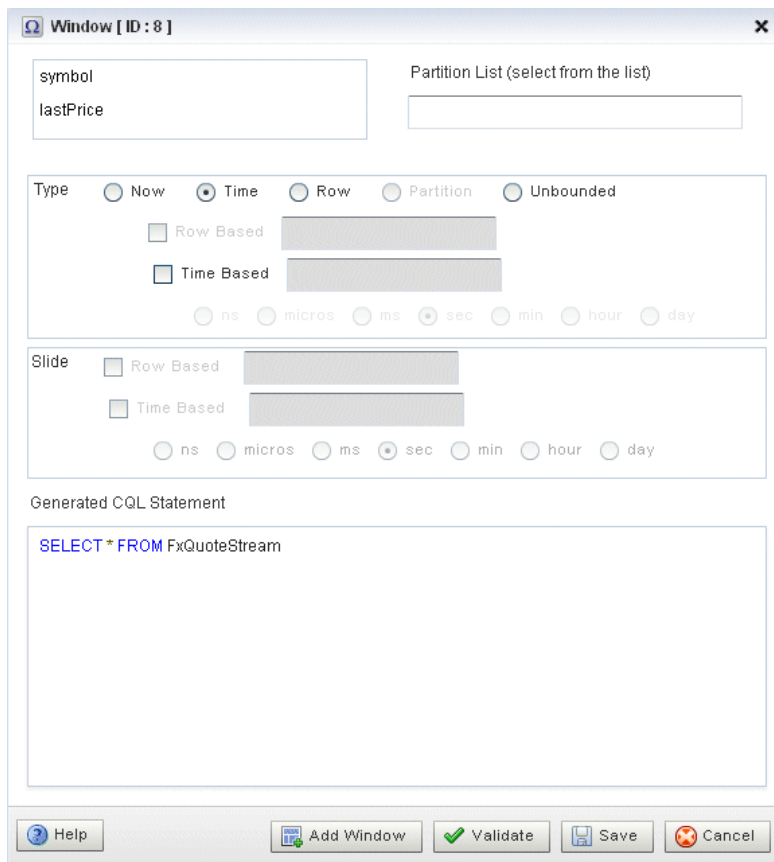 Window [ ID : 8 ]
symbol
lastPrice
Partition List (select from the list)
Type Now Time Row Partition Unbounded
Row Based
Time Based
ns micros ms sec min hour day
Slide Row Based
Time Based
ns micros ms sec min hour day
Generated CQL Statement
SELECT * FROM FxQuoteStream
Help Add Window Validate Save Cancel